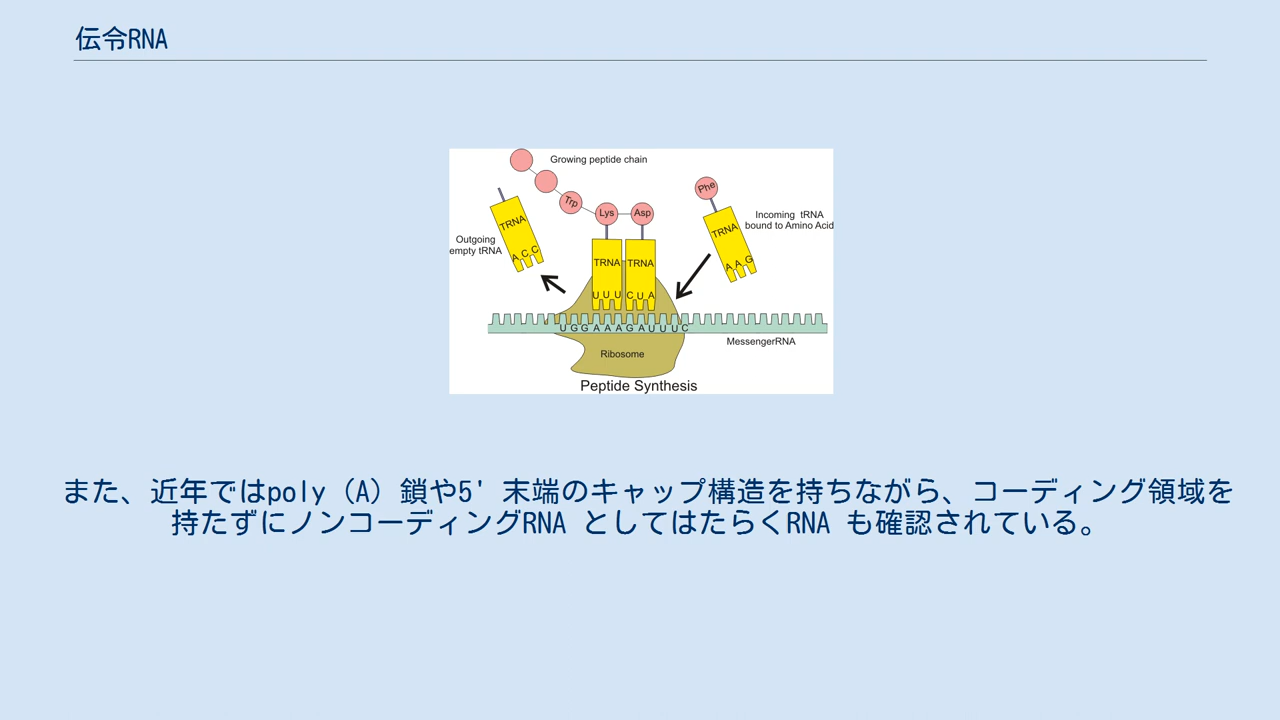 伝令RNA
Growing peptide chain
Trp
Lys
Asp
Phe
TRNA
A C C
Outgoing
empty tRNA
TRNA
TRNA
U U U
C U A
TRNA
A A G
Incoming tRNA
bound to Amino Acid
U G G A A A G A U U U C
MessengerRNA
Ribosome
Peptide Synthesis
また、近年ではpoly（A）鎖や5' 末端のキャップ構造を持ちながら、コーディング領域を
持たずにノンコーディングRNA としてはたらくRNA も確認されている。